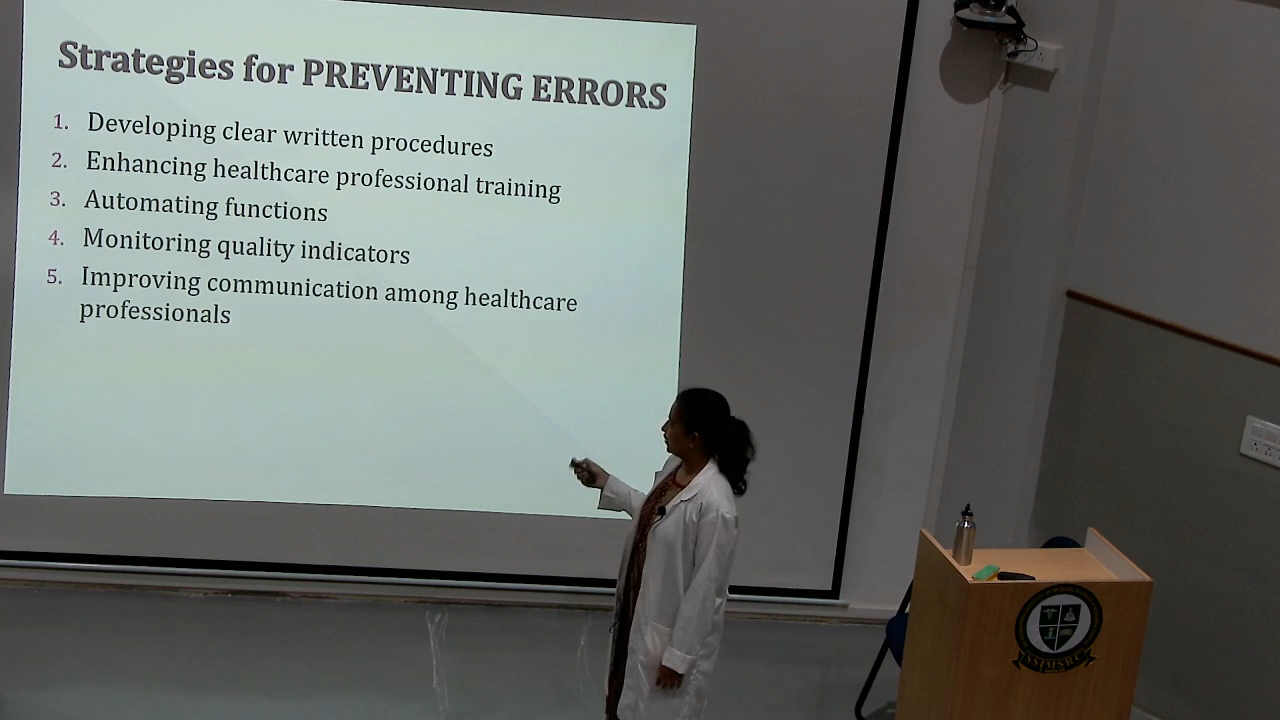 Strategies for PREVENTING ERRORS
1. Developing clear written procedures
2. Enhancing healthcare professional training
3. Automating functions
4. Monitoring quality indicators
5. Improving communication among healthcare
professionals
SSIMSRC